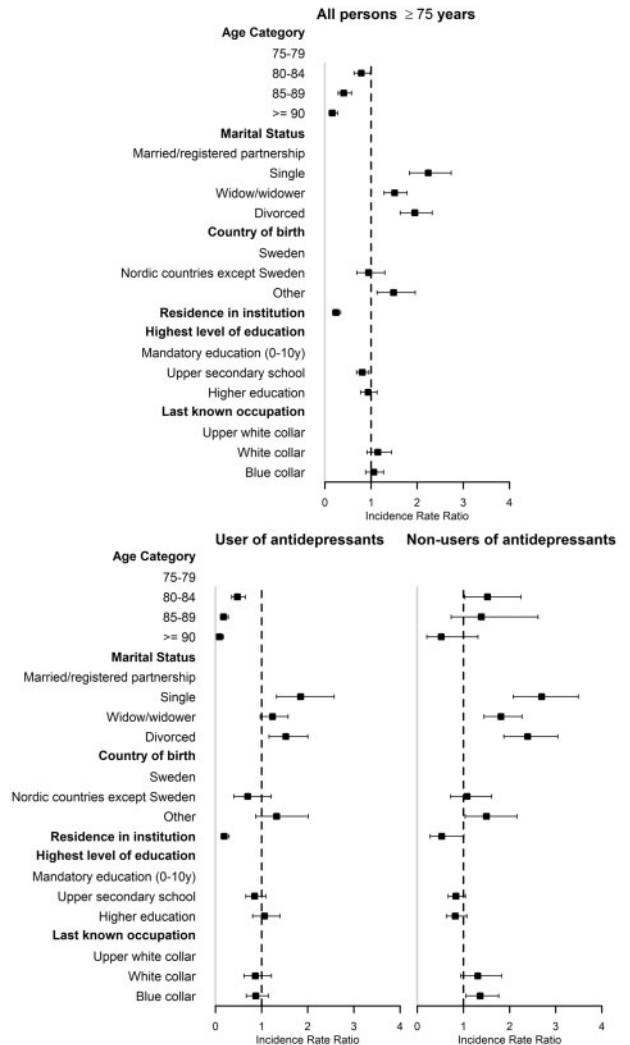 All persons ≥ 75 years
Age Category
75-79
80-84
85-89
>= 90
Marital Status
Married/registered partnership
Single
Widow/widower
Divorced
Country of birth
Sweden
Nordic countries except Sweden
Other
Residence in institution
Highest level of education
Mandatory education (0-10y)
Upper secondary school
Higher education
Last known occupation
Upper white collar
White collar
Blue collar
0 1 2 3 4
Incidence Rate Ratio
User of antidepressants Non-users of antidepressants
Age Category
75-79
80-84
85-89
>= 90
Marital Status
Married/registered partnership
Single
Widow/widower
Divorced
Country of birth
Sweden
Nordic countries except Sweden
Other
Residence in institution
Highest level of education
Mandatory education (0-10y)
Upper secondary school
Higher education
Last known occupation
Upper white collar
White collar
Blue collar
0 1 2 3 4 0 1 2 3 4
Incidence Rate Ratio Incidence Rate Ratio